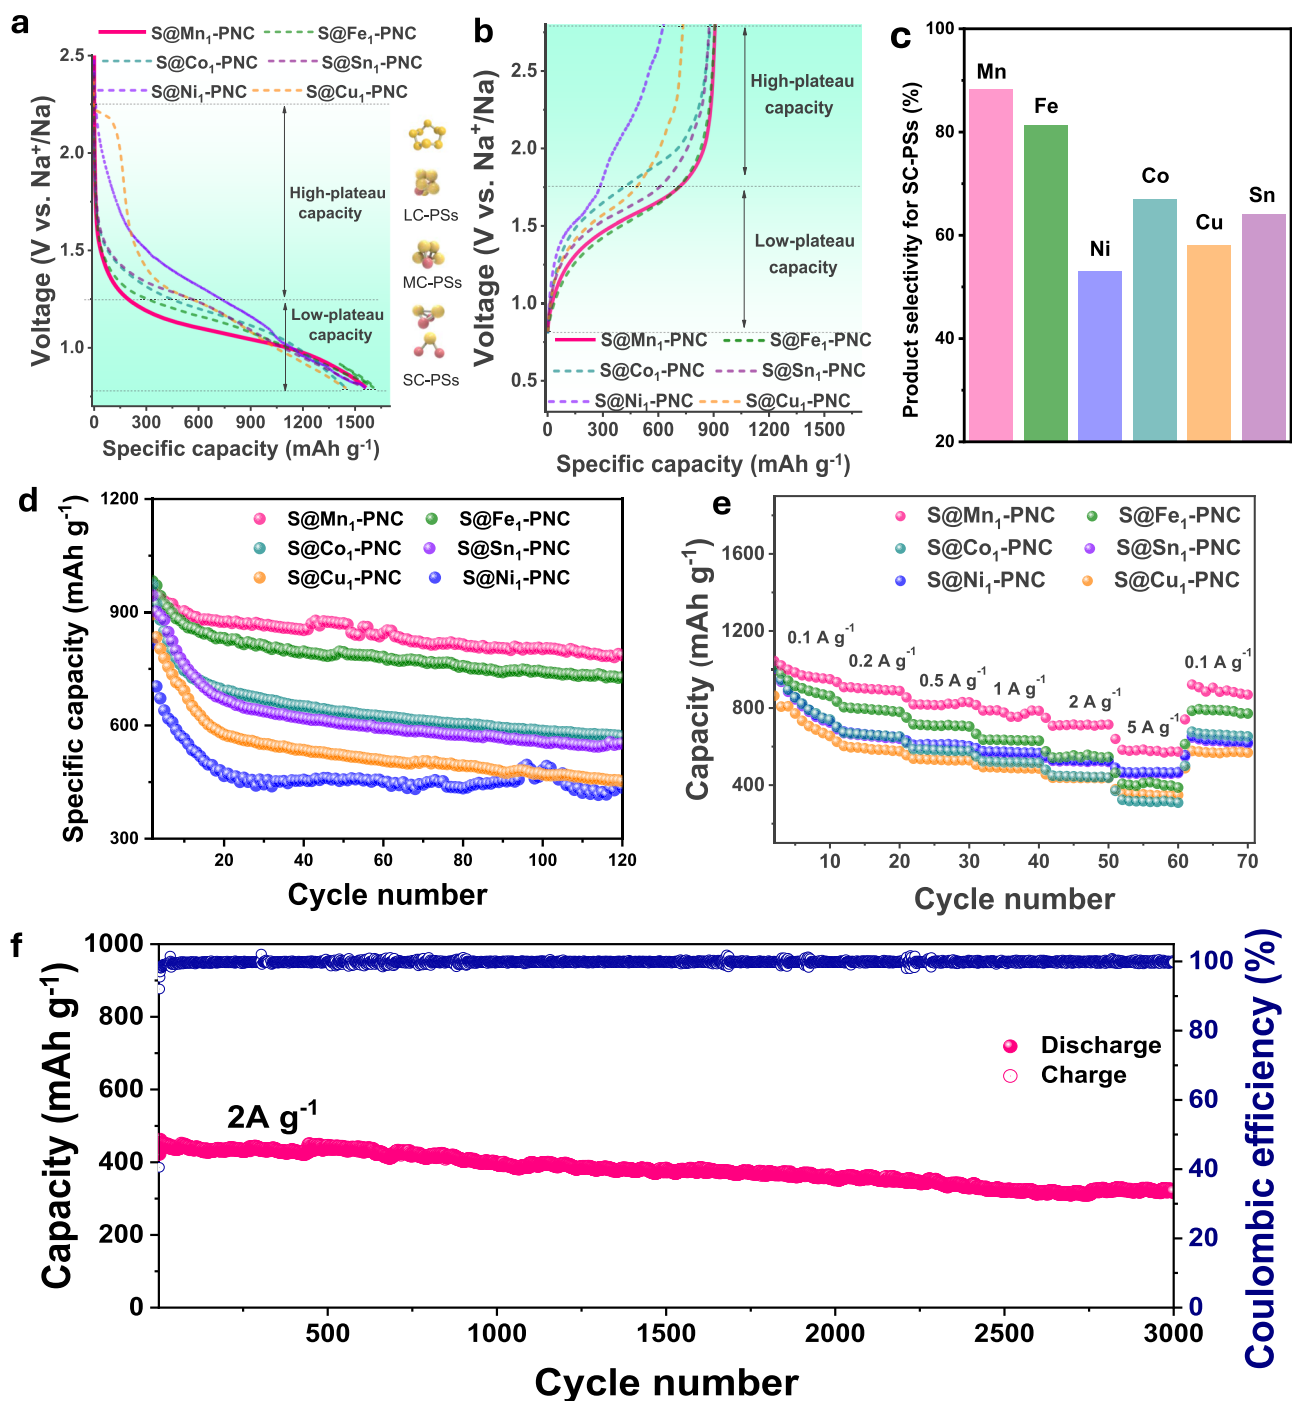 a
S@Mn₁-PNC
S@Fe₁-PNC
S@Co₁-PNC
S@Sn₁-PNC
S@Ni₁-PNC
S@Cu₁-PNC
Voltage (V vs. Na⁺/Na)
2.5
2.0
1.5
1.0
High-plateau
capacity
Low-plateau
capacity
0
300
600
900
1200
1500
Specific capacity (mAh g⁻¹)
LC-PSs
MC-PSs
SC-PSs
b
Voltage (V vs. Na⁺/Na)
2.5
2.0
1.5
1.0
0.5
High-plateau
capacity
Low-plateau
capacity
S@Mn₁-PNC
S@Fe₁-PNC
S@Co₁-PNC
S@Sn₁-PNC
S@Ni₁-PNC
S@Cu₁-PNC
0
300
600
900
1200
1500
Specific capacity (mAh g⁻¹)
c
Product selectivity for SC-PSs (%)
100
80
60
40
20
Mn
Fe
Ni
Co
Cu
Sn
d
Specific capacity (mAh g⁻¹)
1200
900
600
300
S@Mn₁-PNC
S@Fe₁-PNC
S@Co₁-PNC
S@Sn₁-PNC
S@Cu₁-PNC
S@Ni₁-PNC
20
40
60
80
100
120
Cycle number
e
Capacity (mAh g⁻¹)
1800
1200
800
400
S@Mn₁-PNC
S@Fe₁-PNC
S@Co₁-PNC
S@Sn₁-PNC
S@Ni₁-PNC
S@Cu₁-PNC
0.1 A g⁻¹
0.2 A g⁻¹
0.5 A g⁻¹
1 A g⁻¹
2 A g⁻¹
5 A g⁻¹
0.1 A g⁻¹
10
20
30
40
50
60
70
Cycle number
f
Capacity (mAh g⁻¹)
1000
800
600
400
200
0
2A g⁻¹
Discharge
Charge
100
80
60
40
20
0
Coulombic efficiency (%)
500
1000
1500
2000
2500
3000
Cycle number